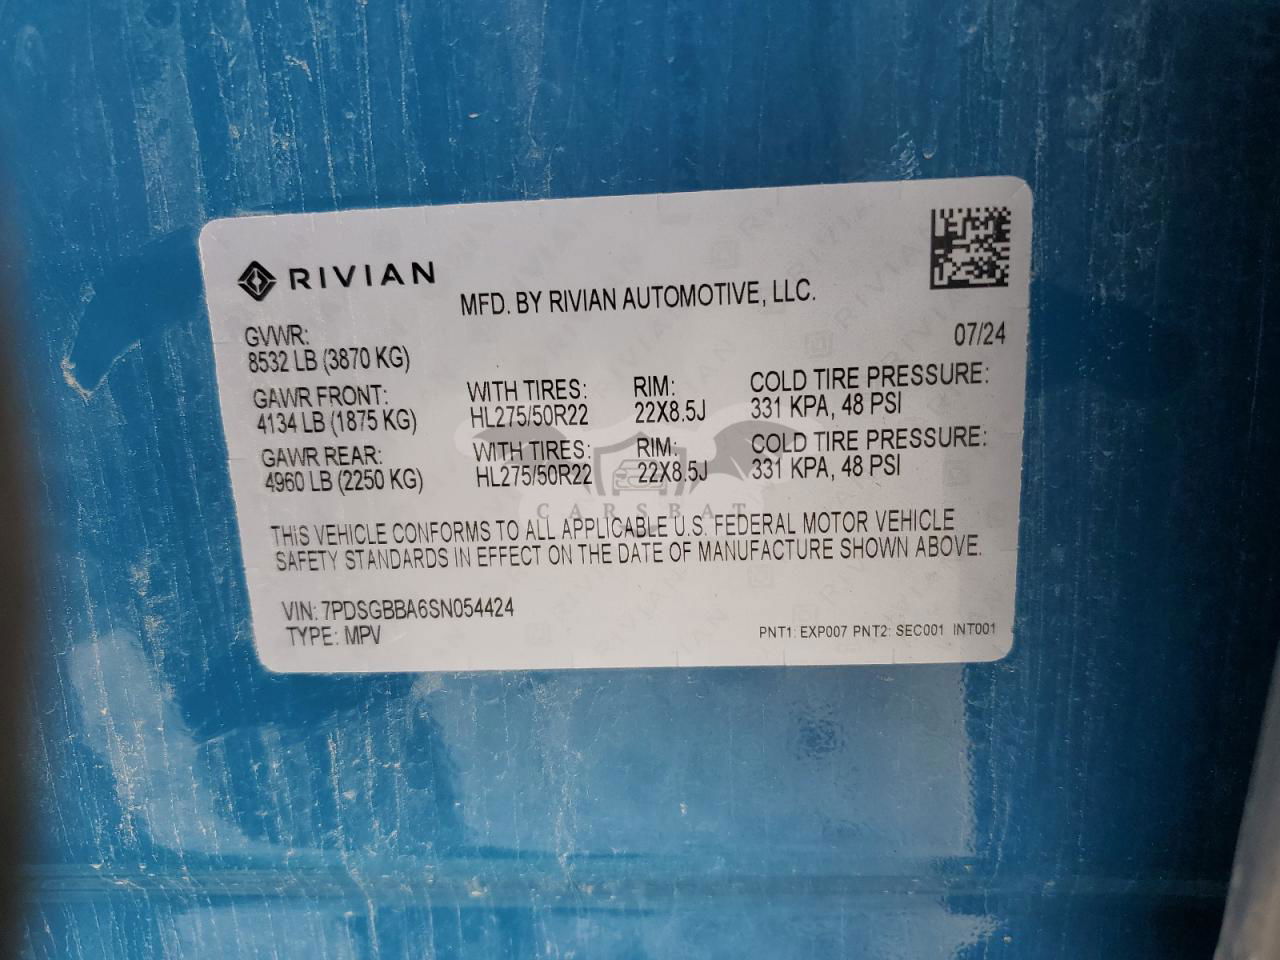 RIVIAN
MFD. BY RIVIAN AUTOMOTIVE, LLC.
07/24
GVWR:
8532 LB (3870 KG)
GAWR FRONT: WITH TIRES: RIM: COLD TIRE PRESSURE:
4134 LB (1875 KG) HL275/50R22 22X8.5J 331 KPA, 48 PSI
GAWR REAR: WITH TIRES: RIM: COLD TIRE PRESSURE:
4960 LB (2250 KG) HL275/50R22 22X8.5J 331 KPA, 48 PSI
CARSBAT
THIS VEHICLE CONFORMS TO ALL APPLICABLE U.S. FEDERAL MOTOR VEHICLE
SAFETY STANDARDS IN EFFECT ON THE DATE OF MANUFACTURE SHOWN ABOVE.
VIN: 7PDSGBBA6SN054424
TYPE: MPV
PNT1: EXP007 PNT2: SEC001 INT001